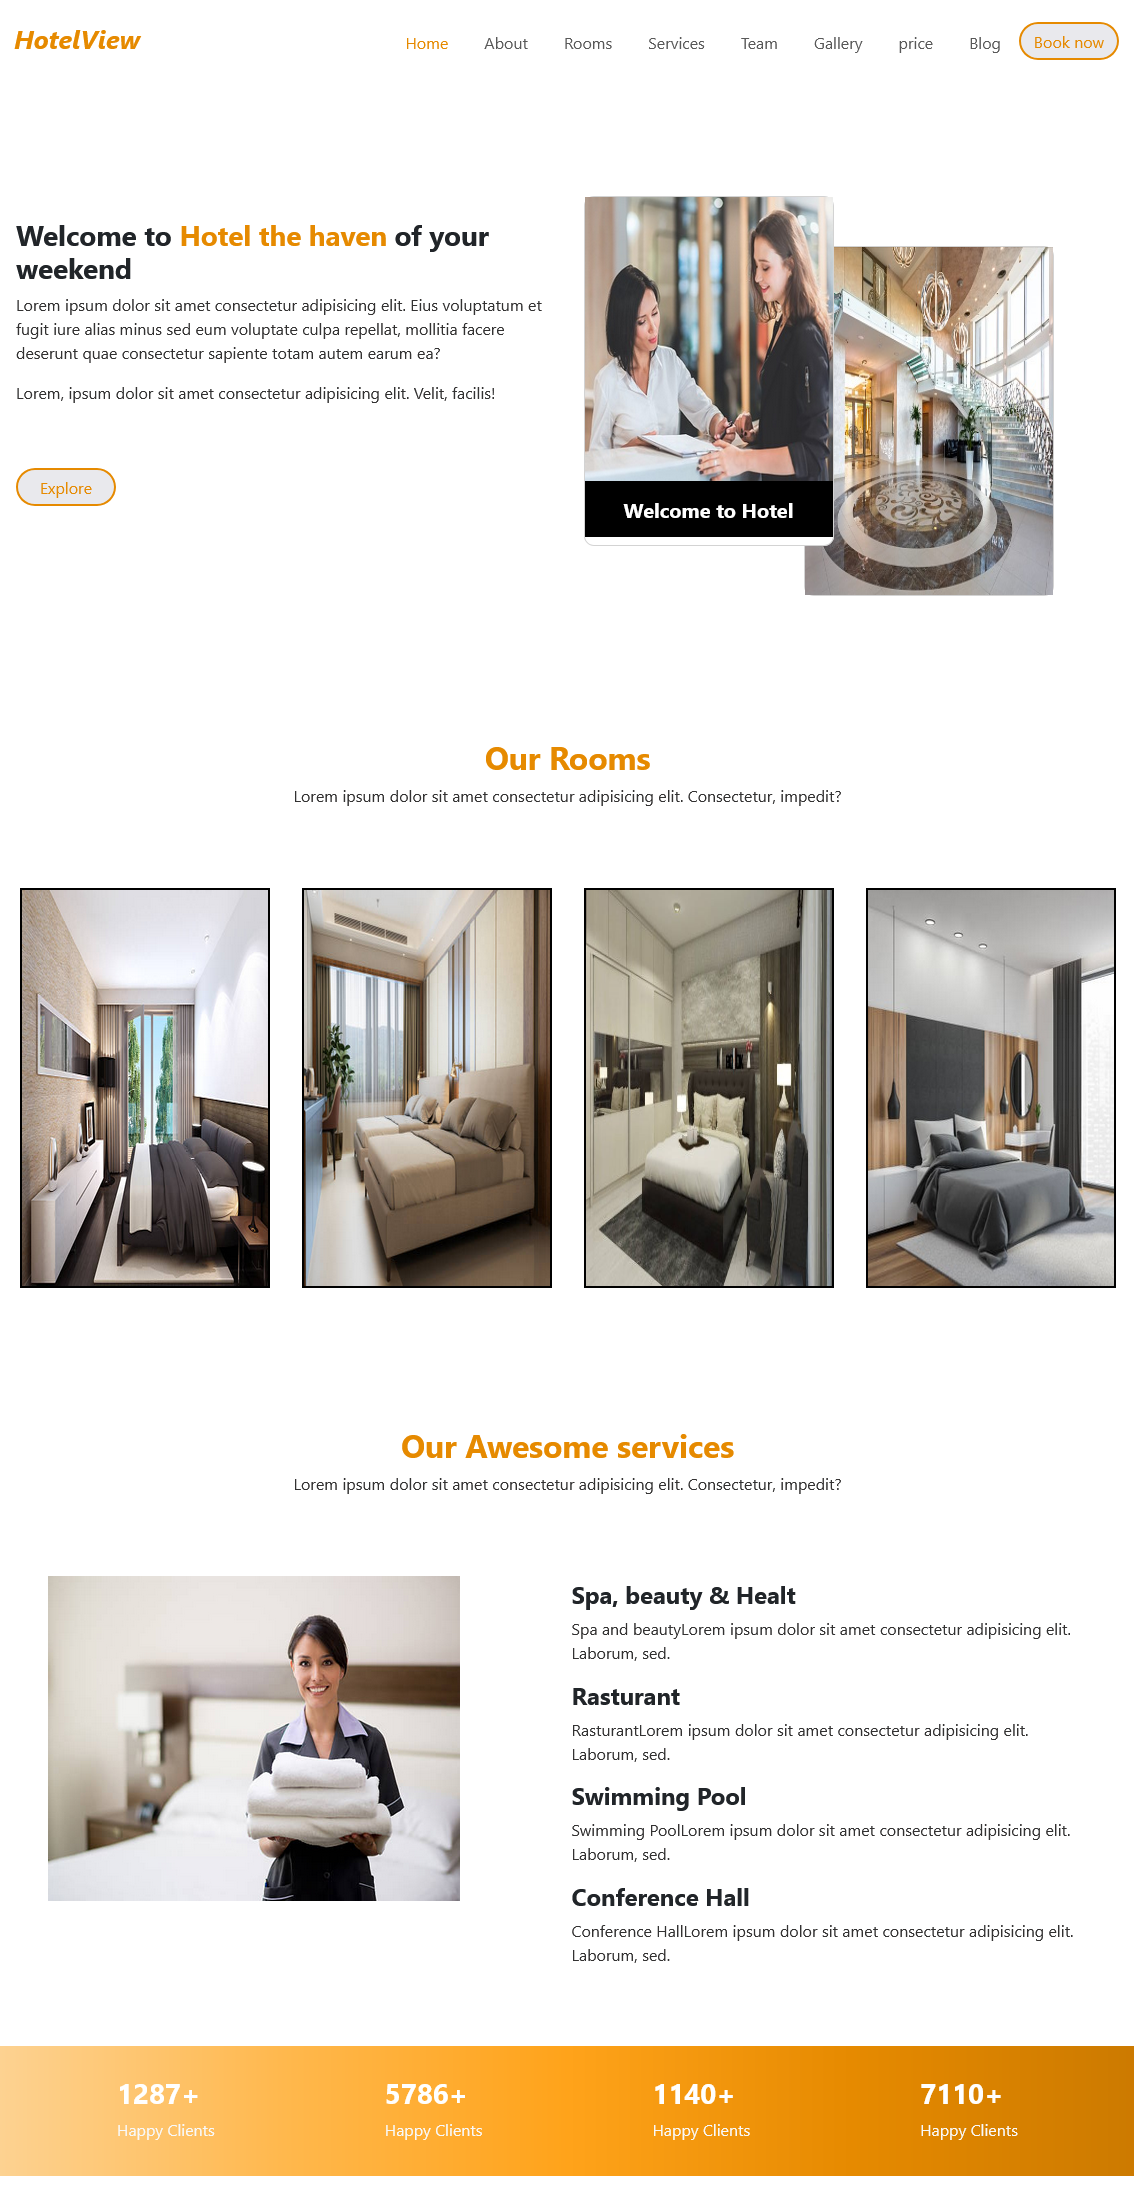 HotelView
Home About Rooms Services Team Gallery price Blog Book now
Welcome to Hotel the haven of your
weekend
Lorem ipsum dolor sit amet consectetur adipisicing elit. Eius voluptatum et
fugit iure alias minus sed eum voluptate culpa repellat, mollitia facere
deserunt quae consectetur sapiente totam autem earum ea?
Lorem, ipsum dolor sit amet consectetur adipisicing elit. Velit, facilis!
Explore
Welcome to Hotel
Our Rooms
Lorem ipsum dolor sit amet consectetur adipisicing elit. Consectetur, impedit?
Our Awesome services
Lorem ipsum dolor sit amet consectetur adipisicing elit. Consectetur, impedit?
Spa, beauty & Healt
Spa and beautyLorem ipsum dolor sit amet consectetur adipisicing elit.
Laborum, sed.
Rasturant
RasturantLorem ipsum dolor sit amet consectetur adipisicing elit.
Laborum, sed.
Swimming Pool
Swimming PoolLorem ipsum dolor sit amet consectetur adipisicing elit.
Laborum, sed.
Conference Hall
Conference HallLorem ipsum dolor sit amet consectetur adipisicing elit.
Laborum, sed.
1287+ 5786+ 1140+ 7110+
Happy Clients Happy Clients Happy Clients Happy Clients